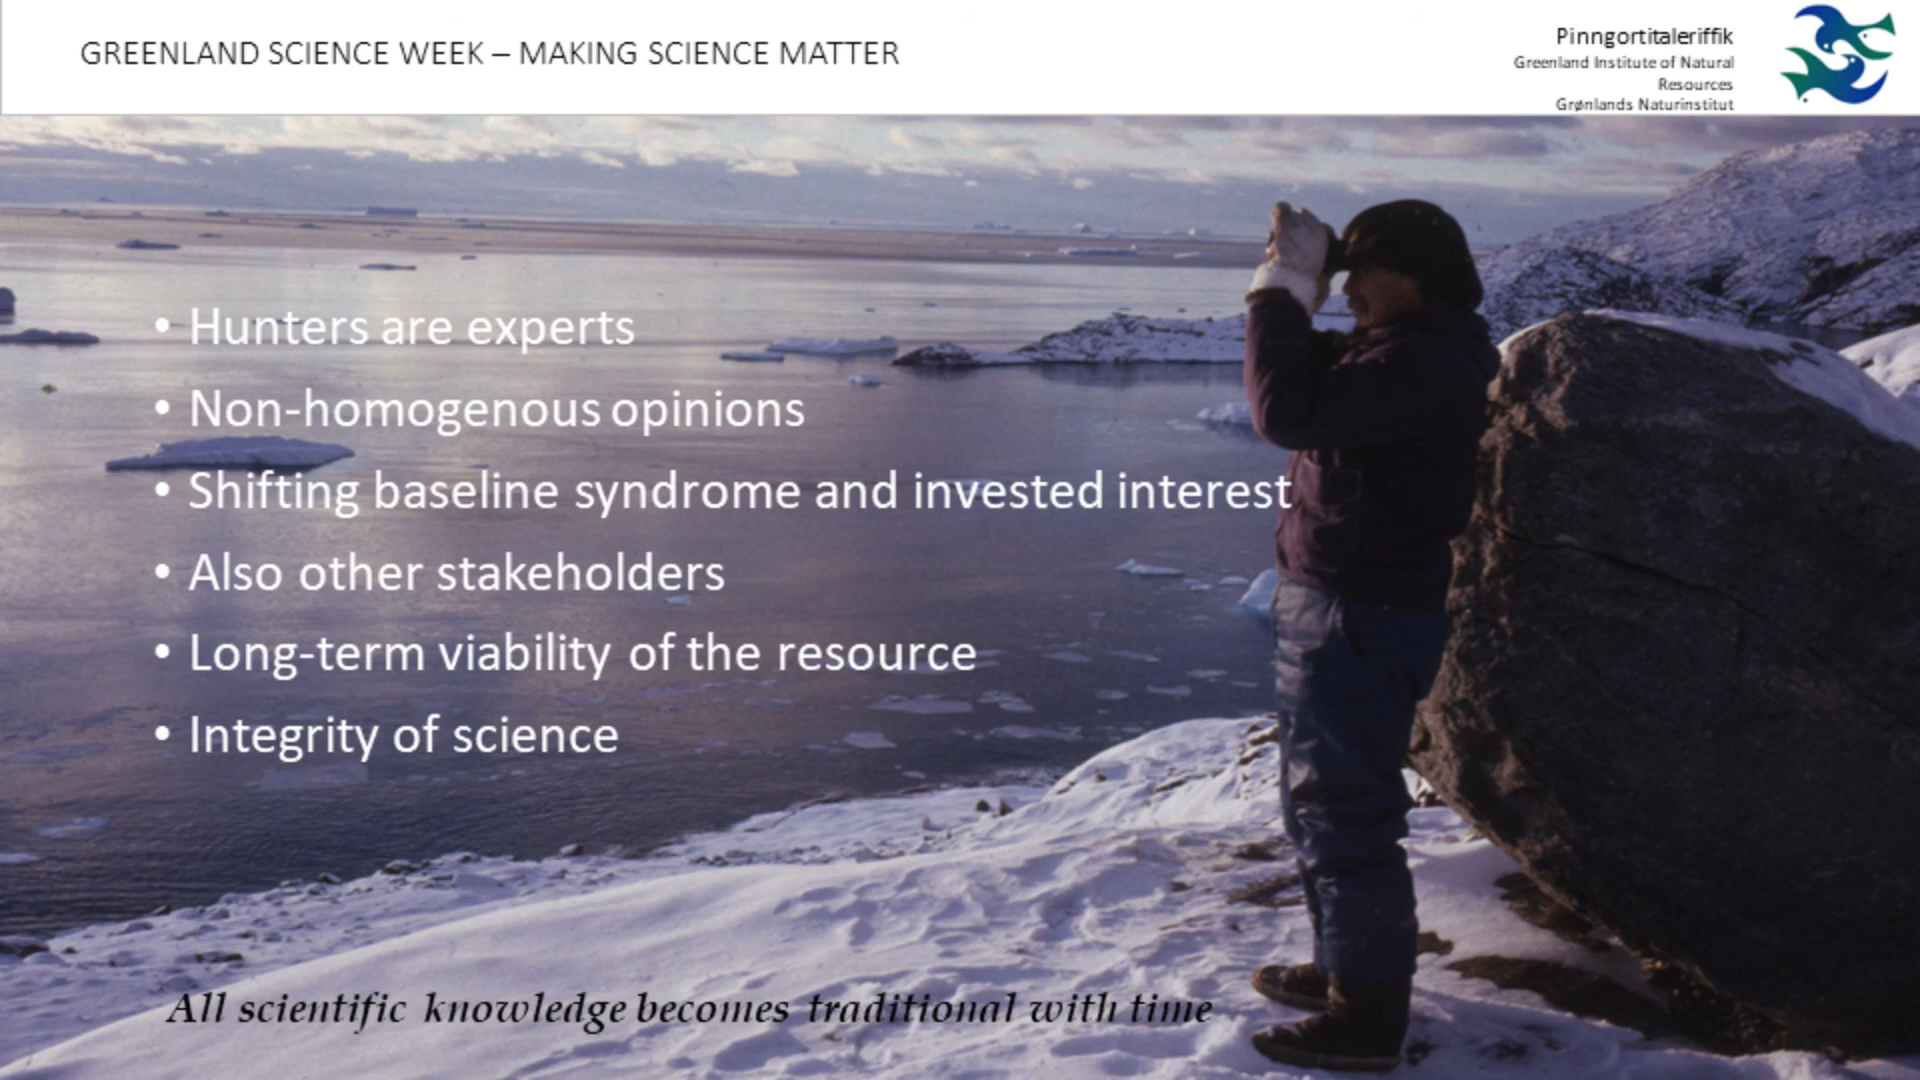 GREENLAND SCIENCE WEEK – MAKING SCIENCE MATTER
Pinngortitaleriffik
Greenland Institute of Natural
Resources
Grønlands Naturinstitut
• Hunters are experts
• Non-homogenous opinions
• Shifting baseline syndrome and invested interest
• Also other stakeholders
• Long-term viability of the resource
• Integrity of science
All scientific knowledge becomes traditional with time